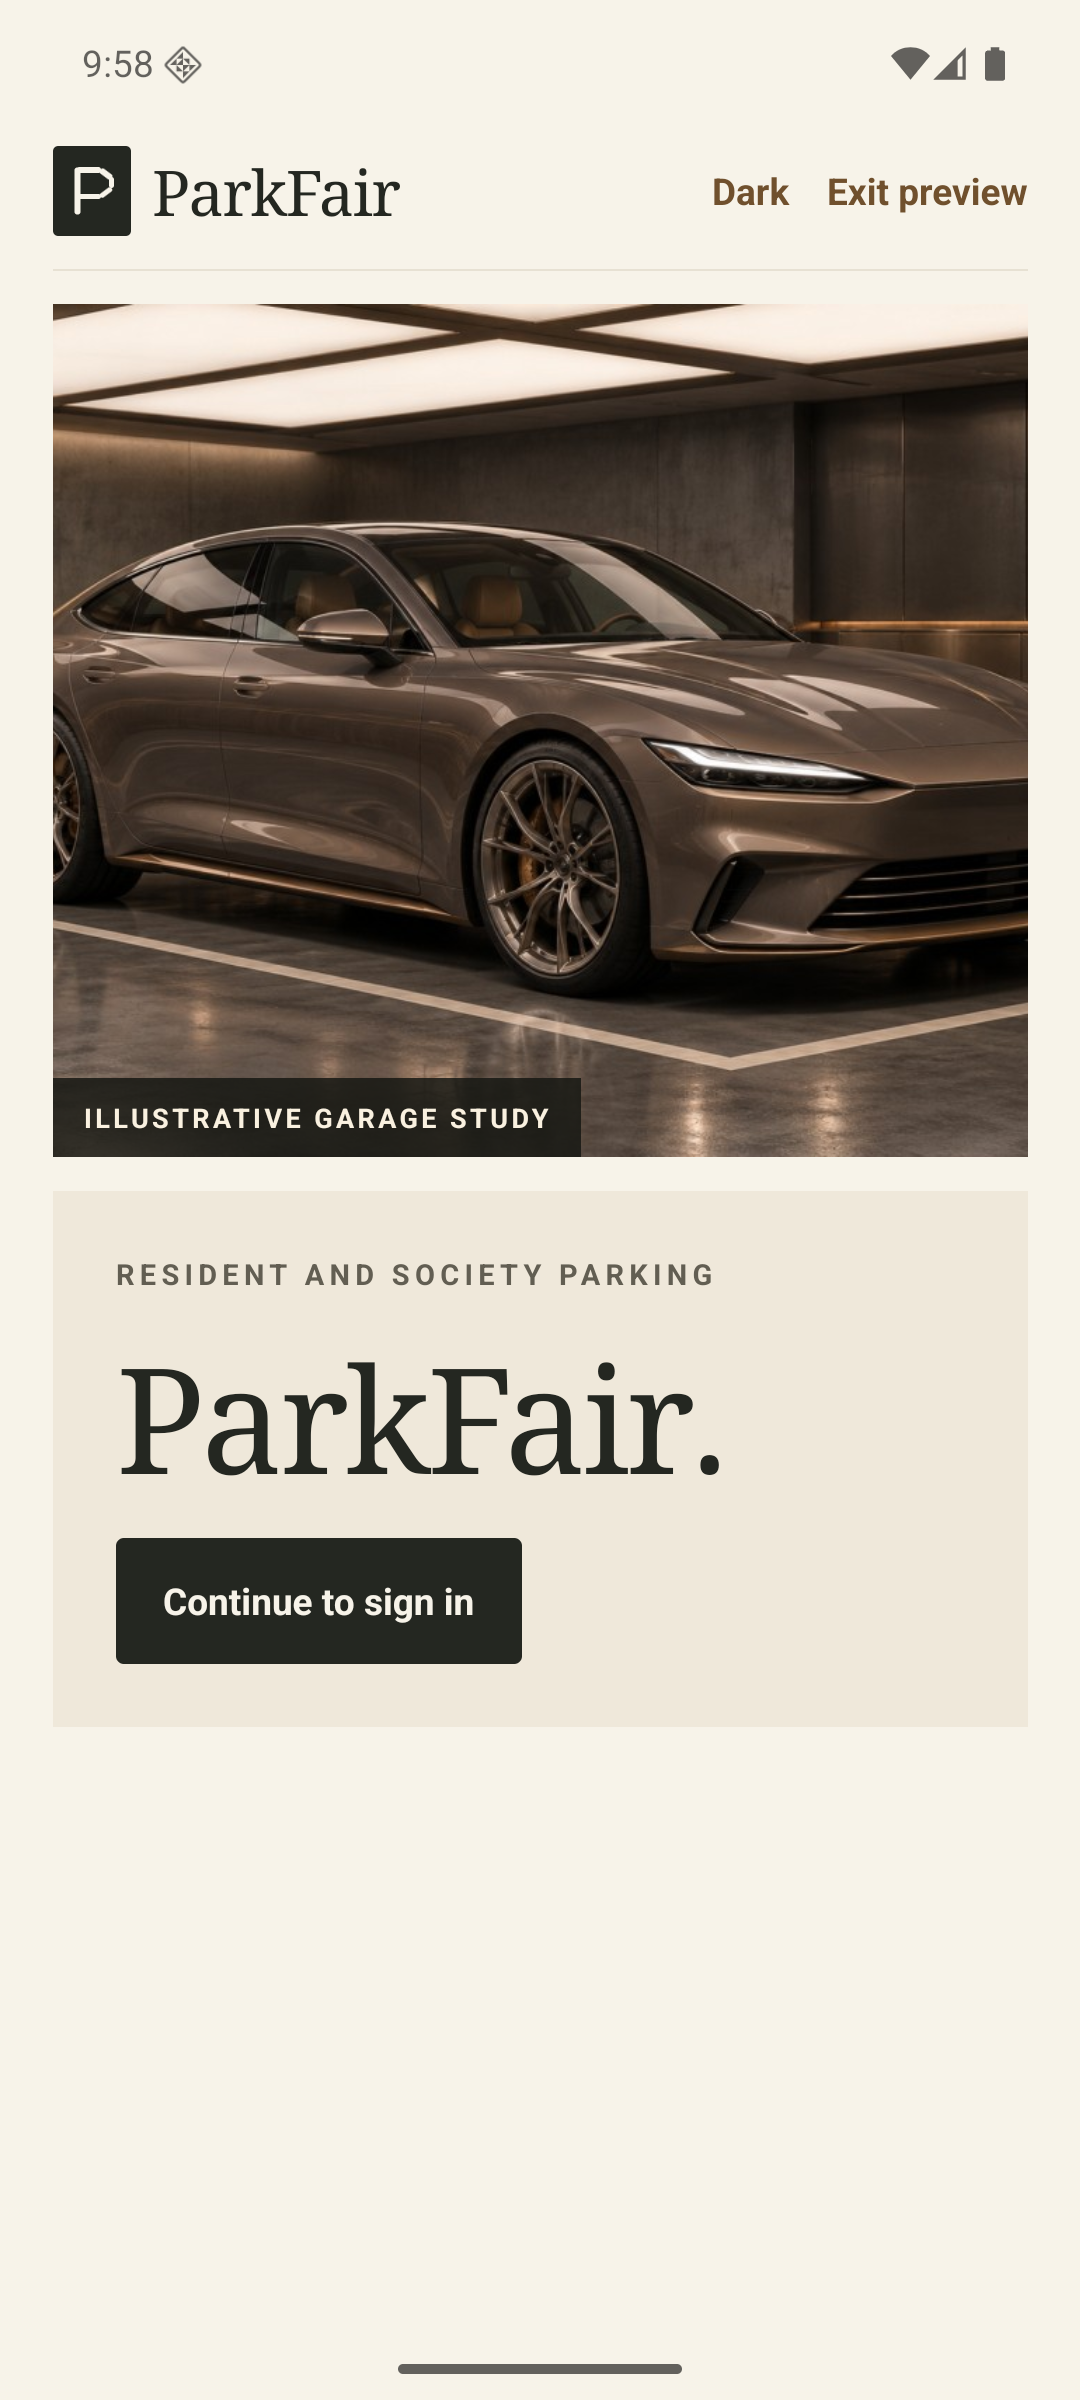 9:58
ParkFair
Dark Exit preview
ILLUSTRATIVE GARAGE STUDY
RESIDENT AND SOCIETY PARKING
ParkFair.
Continue to sign in